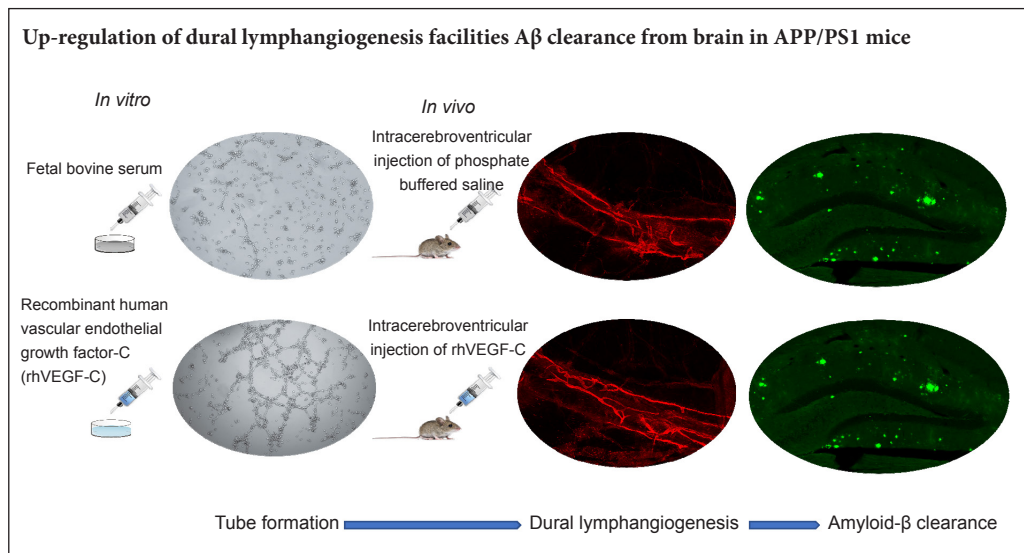 Up-regulation of dural lymphangiogenesis facilities Aβ clearance from brain in APP/PS1 mice
In vitro
In vivo
Fetal bovine serum
Intracerebroventricular
injection of phosphate
buffered saline
Recombinant human
vascular endothelial
growth factor-C
(rhVEGF-C)
Intracerebroventricular
injection of rhVEGF-C
Tube formation
Dural lymphangiogenesis
Amyloid-β clearance